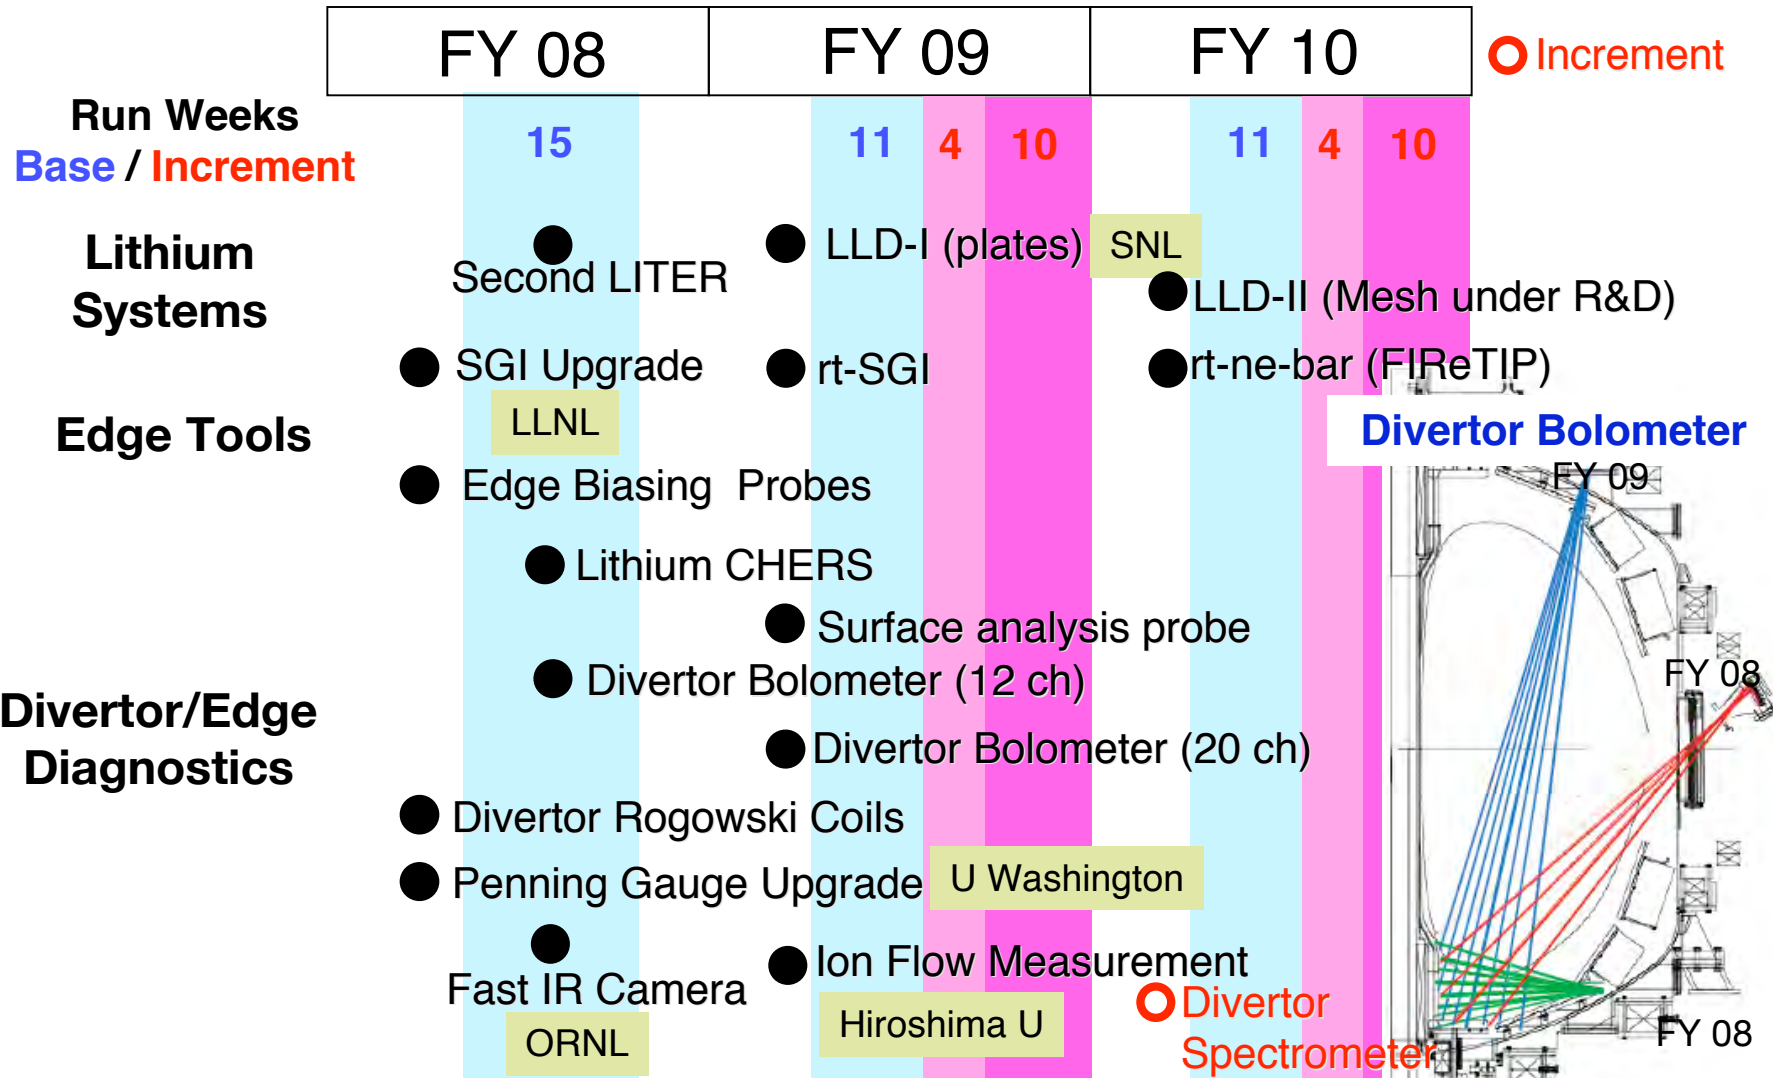 FY 08
FY 09
FY 10
Increment
Run Weeks
Base / Increment
15
11
4
10
11
4
10
Lithium
Systems
Second LITER
LLD-I (plates)
SNL
LLD-II (Mesh under R&D)
SGI Upgrade
rt-SGI
rt-ne-bar (FIReTIP)
LLNL
Edge Tools
Divertor Bolometer
FY 09
Edge Biasing Probes
Lithium CHERS
Surface analysis probe
Divertor Bolometer (12 ch)
FY 08
Divertor/Edge
Diagnostics
Divertor Bolometer (20 ch)
Divertor Rogowski Coils
Penning Gauge Upgrade
U Washington
Fast IR Camera
Ion Flow Measurement
ORNL
Hiroshima U
Divertor
Spectrometer
FY 08